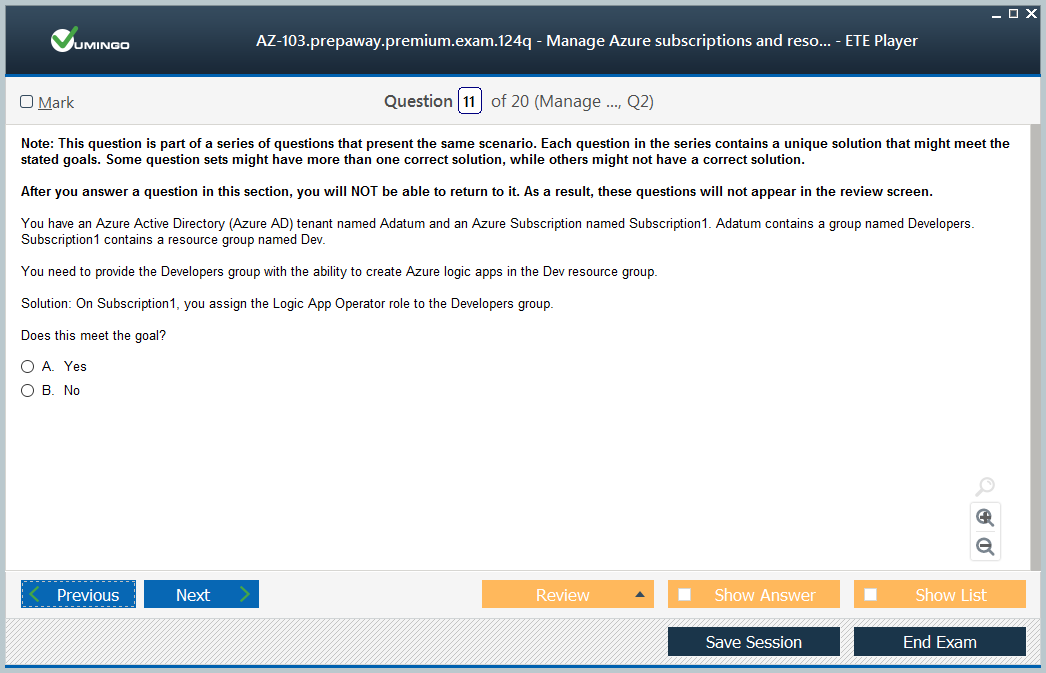 VUMINGO
AZ-103.prepaway.premium.exam.124q - Manage Azure subscriptions and reso... - ETE Player
Mark
Question 11 of 20 (Manage ..., Q2)
Note: This question is part of a series of questions that present the same scenario. Each question in the series contains a unique solution that might meet the
stated goals. Some question sets might have more than one correct solution, while others might not have a correct solution.
After you answer a question in this section, you will NOT be able to return to it. As a result, these questions will not appear in the review screen.
You have an Azure Active Directory (Azure AD) tenant named Adatum and an Azure Subscription named Subscription1. Adatum contains a group named Developers.
Subscription1 contains a resource group named Dev.
You need to provide the Developers group with the ability to create Azure logic apps in the Dev resource group.
Solution: On Subscription1, you assign the Logic App Operator role to the Developers group.
Does this meet the goal?
A. Yes
B. No
Previous Next Review Show Answer Show List
Save Session End Exam